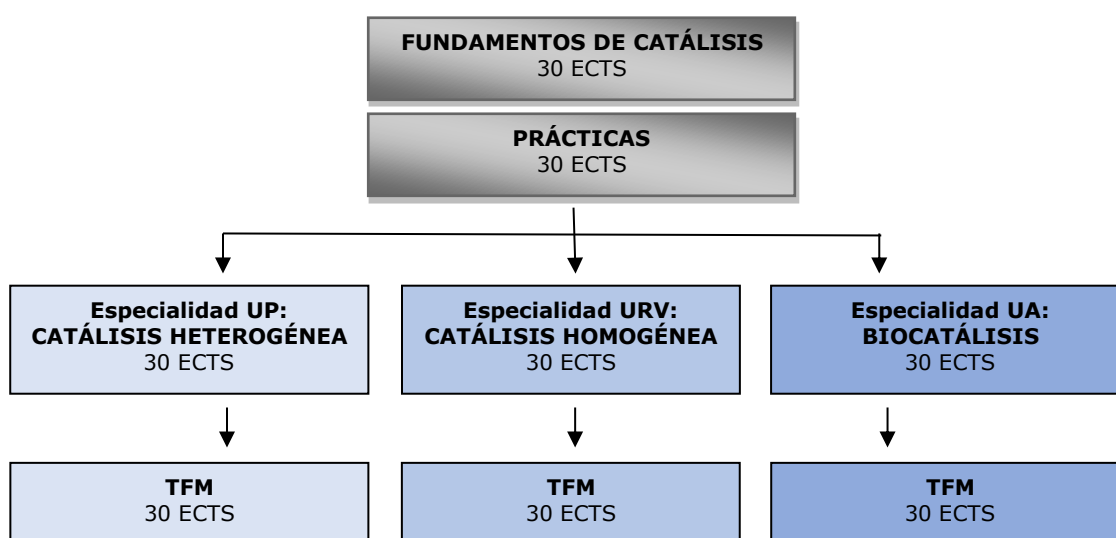 FUNDAMENTOS DE CATÁLISIS
30 ECTS
PRÁCTICAS
30 ECTS
Especialidad UP:
CATÁLISIS HETEROGÉNEA
30 ECTS
Especialidad URV:
CATÁLISIS HOMOGÉNEA
30 ECTS
Especialidad UA:
BIOCATÁLISIS
30 ECTS
TFM
30 ECTS
TFM
30 ECTS
TFM
30 ECTS